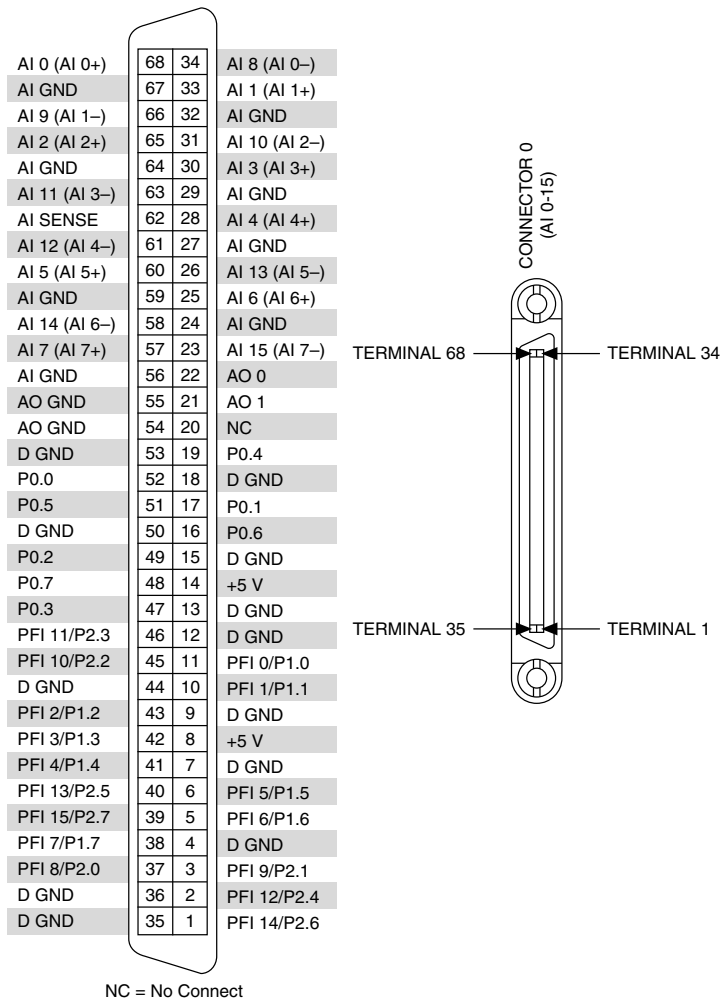 AI 0 (AI 0+) 68 34 AI 8 (AI 0–)
AI GND 67 33 AI 1 (AI 1+)
AI 9 (AI 1–) 66 32 AI GND
AI 2 (AI 2+) 65 31 AI 10 (AI 2–)
AI GND 64 30 AI 3 (AI 3+)
AI 11 (AI 3–) 63 29 AI GND
AI SENSE 62 28 AI 4 (AI 4+)
AI 12 (AI 4–) 61 27 AI GND
AI 5 (AI 5+) 60 26 AI 13 (AI 5–)
AI GND 59 25 AI 6 (AI 6+)
AI 14 (AI 6–) 58 24 AI GND
AI 7 (AI 7+) 57 23 AI 15 (AI 7–)
AI GND 56 22 AO 0
AO GND 55 21 AO 1
AO GND 54 20 NC
D GND 53 19 P0.4
P0.0 52 18 D GND
P0.5 51 17 P0.1
D GND 50 16 P0.6
P0.2 49 15 D GND
P0.7 48 14 +5 V
P0.3 47 13 D GND
PFI 11/P2.3 46 12 D GND
PFI 10/P2.2 45 11 PFI 0/P1.0
D GND 44 10 PFI 1/P1.1
PFI 2/P1.2 43 9 D GND
PFI 3/P1.3 42 8 +5 V
PFI 4/P1.4 41 7 D GND
PFI 13/P2.5 40 6 PFI 5/P1.5
PFI 15/P2.7 39 5 PFI 6/P1.6
PFI 7/P1.7 38 4 D GND
PFI 8/P2.0 37 3 PFI 9/P2.1
D GND 36 2 PFI 12/P2.4
D GND 35 1 PFI 14/P2.6
NC = No Connect
CONNECTOR 0
(AI 0-15)
TERMINAL 68
TERMINAL 34
TERMINAL 35
TERMINAL 1